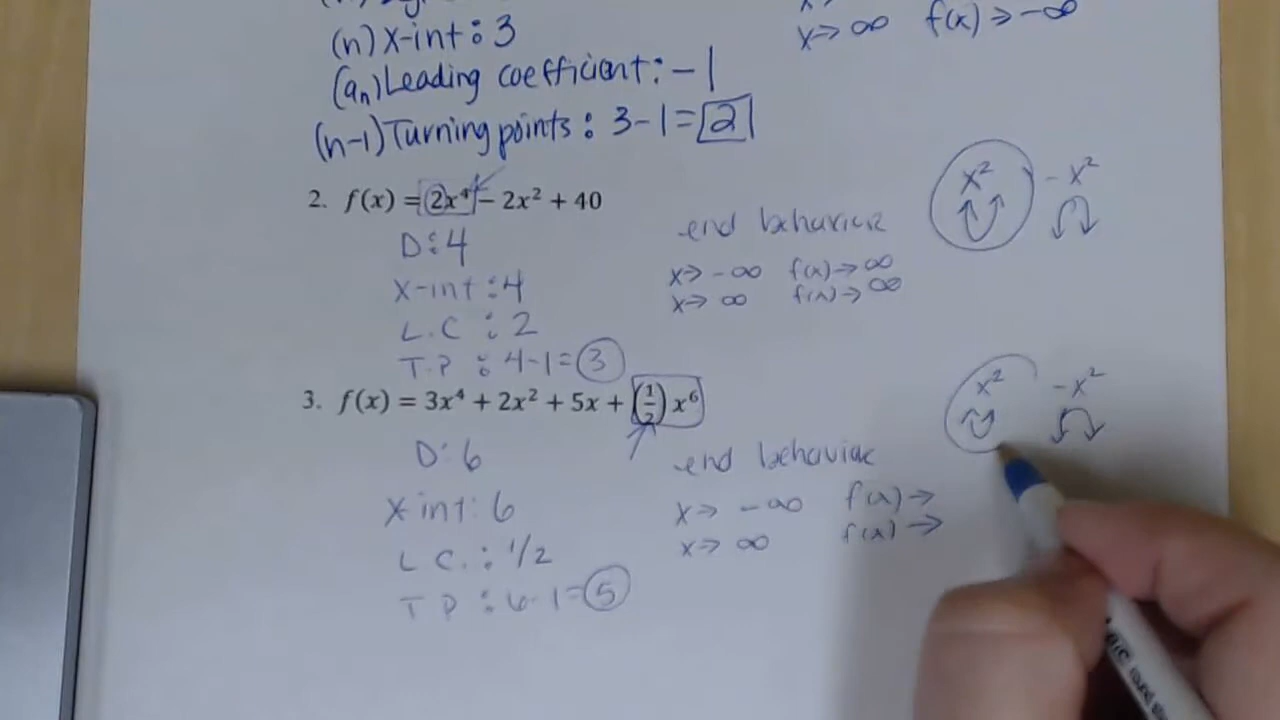 (n) x-int: 3
x→ ∞ f(x) → -∞
(aₙ) Leading coefficient: -1
(n-1) Turning points: 3-1=2
2. f(x) = 2x⁴ − 2x² + 40
x² -x²
D: 4
end behavior
x-int: 4
x→ -∞ f(x)→ ∞
x→ ∞ f(x)→ ∞
L.C: 2
T.P: 4-1= 3
3. f(x) = 3x⁴ + 2x² + 5x + (1/2) x⁶
x² -x²
D: 6
end behavior
x-int: 6
x→ -∞ f(x)→
x→ ∞ f(x)→
L C.: 1/2
T P: 6-1= 5
BIC round